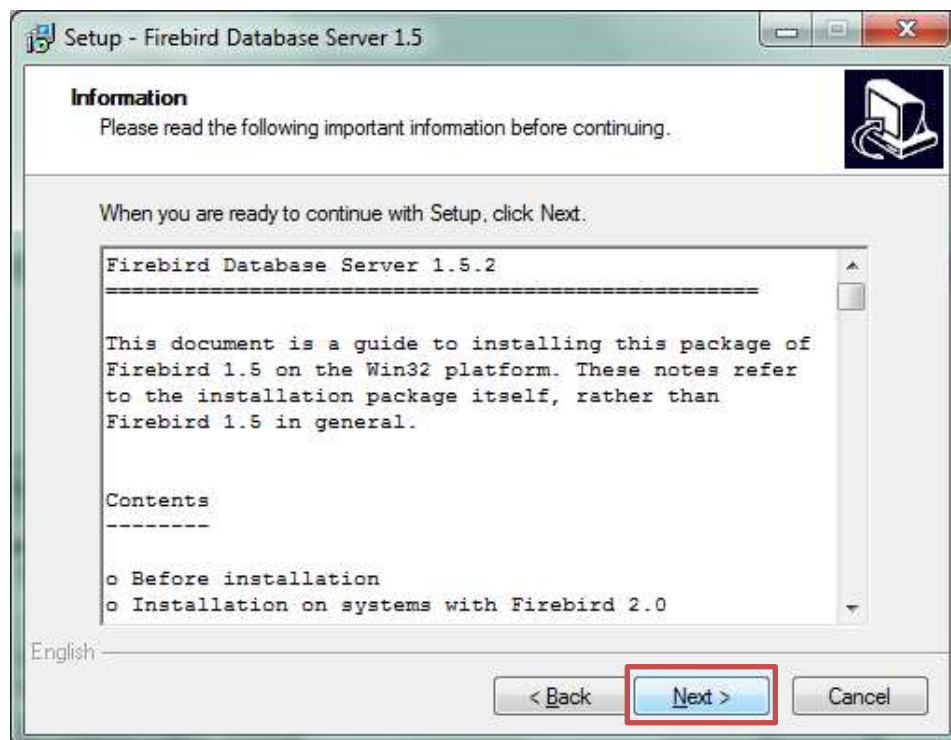 Setup - Firebird Database Server 1.5
Information
Please read the following important information before continuing.
When you are ready to continue with Setup, click Next.
Firebird Database Server 1.5.2
==================================================
This document is a guide to installing this package of
Firebird 1.5 on the Win32 platform. These notes refer
to the installation package itself, rather than
Firebird 1.5 in general.
Contents
--------
o Before installation
o Installation on systems with Firebird 2.0
English
< Back
Next >
Cancel